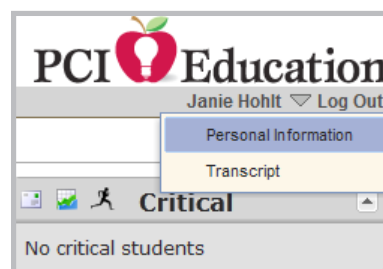 PCI Education
Janie Hohlt Log Out
Personal Information
Transcript
Critical
No critical students